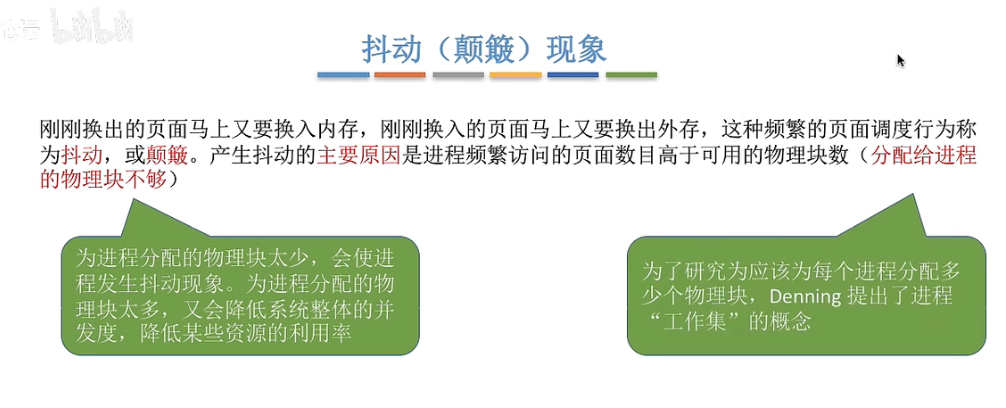 bilibili
抖动（颠簸）现象
刚刚换出的页面马上又要换入内存，刚刚换入的页面马上又要换出外存，这种频繁的页面调度行为称
为抖动，或颠簸。产生抖动的主要原因是进程频繁访问的页面数目高于可用的物理块数（分配给进程
的物理块不够）
为进程分配的物理块太少，会使进
程发生抖动现象。为进程分配的物
理块太多，又会降低系统整体的并
发度，降低某些资源的利用率
为了研究为应该为每个进程分配多
少个物理块，Denning 提出了进程
“工作集”的概念